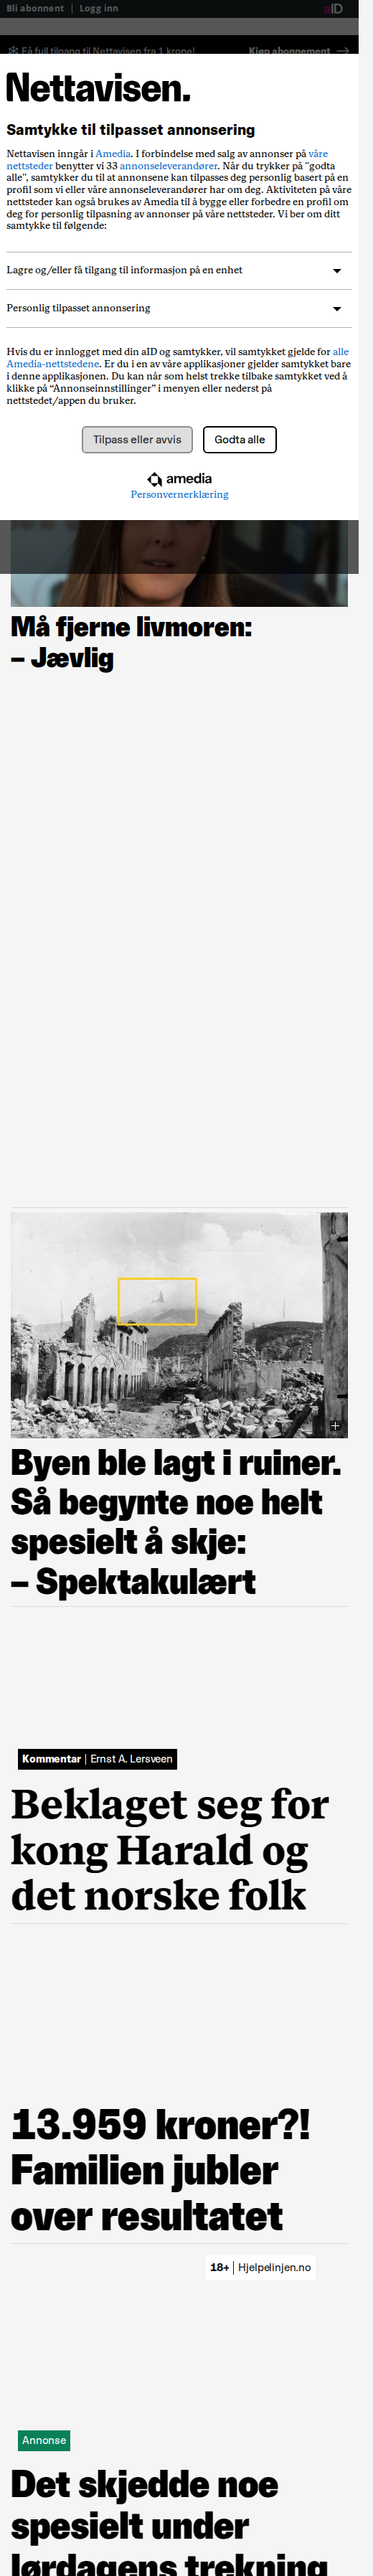 Bli abonnent | Logg inn
aID
Få full tilgang til Nettavisen fra 1 krone! Kjøp abonnement
Nettavisen.
Samtykke til tilpasset annonsering
Nettavisen inngår i Amedia. I forbindelse med salg av annonser på våre
nettsteder benytter vi 33 annonseleverandører. Når du trykker på "godta
alle", samtykker du til at annonsene kan tilpasses deg personlig basert på en
profil som vi eller våre annonseleverandører har om deg. Aktiviteten på våre
nettsteder kan også brukes av Amedia til å bygge eller forbedre en profil om
deg for personlig tilpasning av annonser på våre nettsteder. Vi ber om ditt
samtykke til følgende:
Lagre og/eller få tilgang til informasjon på en enhet
Personlig tilpasset annonsering
Hvis du er innlogget med din aID og samtykker, vil samtykket gjelde for alle
Amedia-nettstedene. Er du i en av våre applikasjoner gjelder samtykket bare
i denne applikasjonen. Du kan når som helst trekke tilbake samtykket ved å
klikke på “Annonseinnstillinger” i menyen eller nederst på
nettstedet/appen du bruker.
Tilpass eller avvis
Godta alle
amedia
Personvernerklæring
Må fjerne livmoren:
– Jævlig
Byen ble lagt i ruiner.
Så begynte noe helt
spesielt å skje:
– Spektakulært
Kommentar | Ernst A. Lersveen
Beklaget seg for
kong Harald og
det norske folk
13.959 kroner?!
Familien jubler
over resultatet
18+ | Hjelpelinjen.no
Annonse
Det skjedde noe
spesielt under
lørdagens trekning